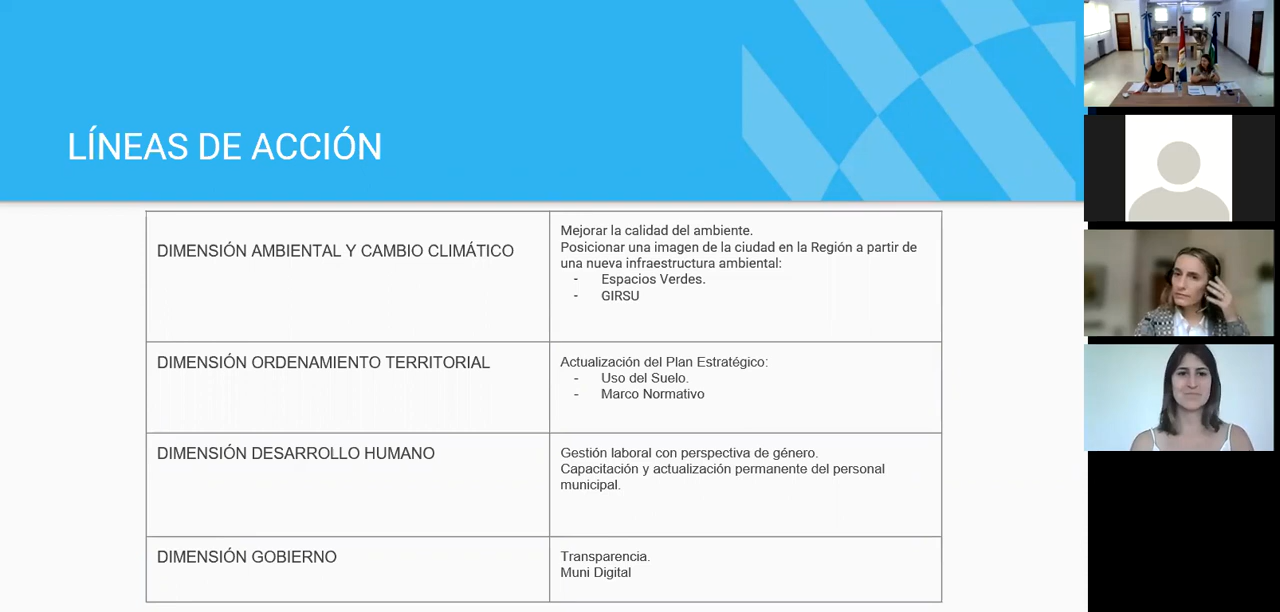 LÍNEAS DE ACCIÓN
DIMENSIÓN AMBIENTAL Y CAMBIO CLIMÁTICO
Mejorar la calidad del ambiente.
Posicionar una imagen de la ciudad en la Región a partir de
una nueva infraestructura ambiental:
- Espacios Verdes.
- GIRSU
DIMENSIÓN ORDENAMIENTO TERRITORIAL
Actualización del Plan Estratégico:
- Uso del Suelo.
- Marco Normativo
DIMENSIÓN DESARROLLO HUMANO
Gestión laboral con perspectiva de género.
Capacitación y actualización permanente del personal
municipal.
DIMENSIÓN GOBIERNO
Transparencia.
Muni Digital